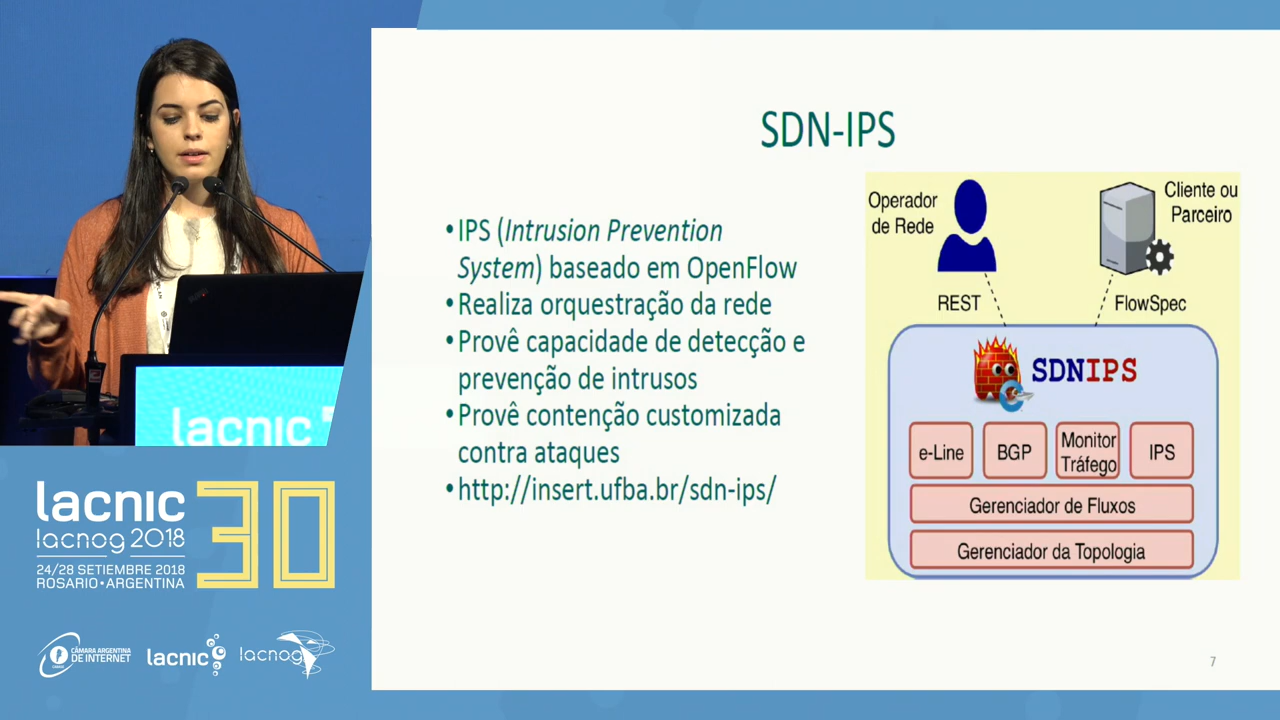 SDN-IPS
• IPS (Intrusion Prevention
System) baseado em OpenFlow
• Realiza orquestração da rede
• Provê capacidade de detecção e
prevenção de intrusos
• Provê contenção customizada
contra ataques
• http://insert.ufba.br/sdn-ips/
Operador
de Rede
Cliente ou
Parceiro
REST
FlowSpec
SDNIPS
e-Line
BGP
Monitor
Tráfego
IPS
Gerenciador de Fluxos
Gerenciador da Topologia
7
lacnic
lacnic 30
lacnog 2018
24/28 SETIEMBRE 2018
ROSARIO•ARGENTINA
CÁMARA ARGENTINA
DE INTERNET
lacnic
lacnog